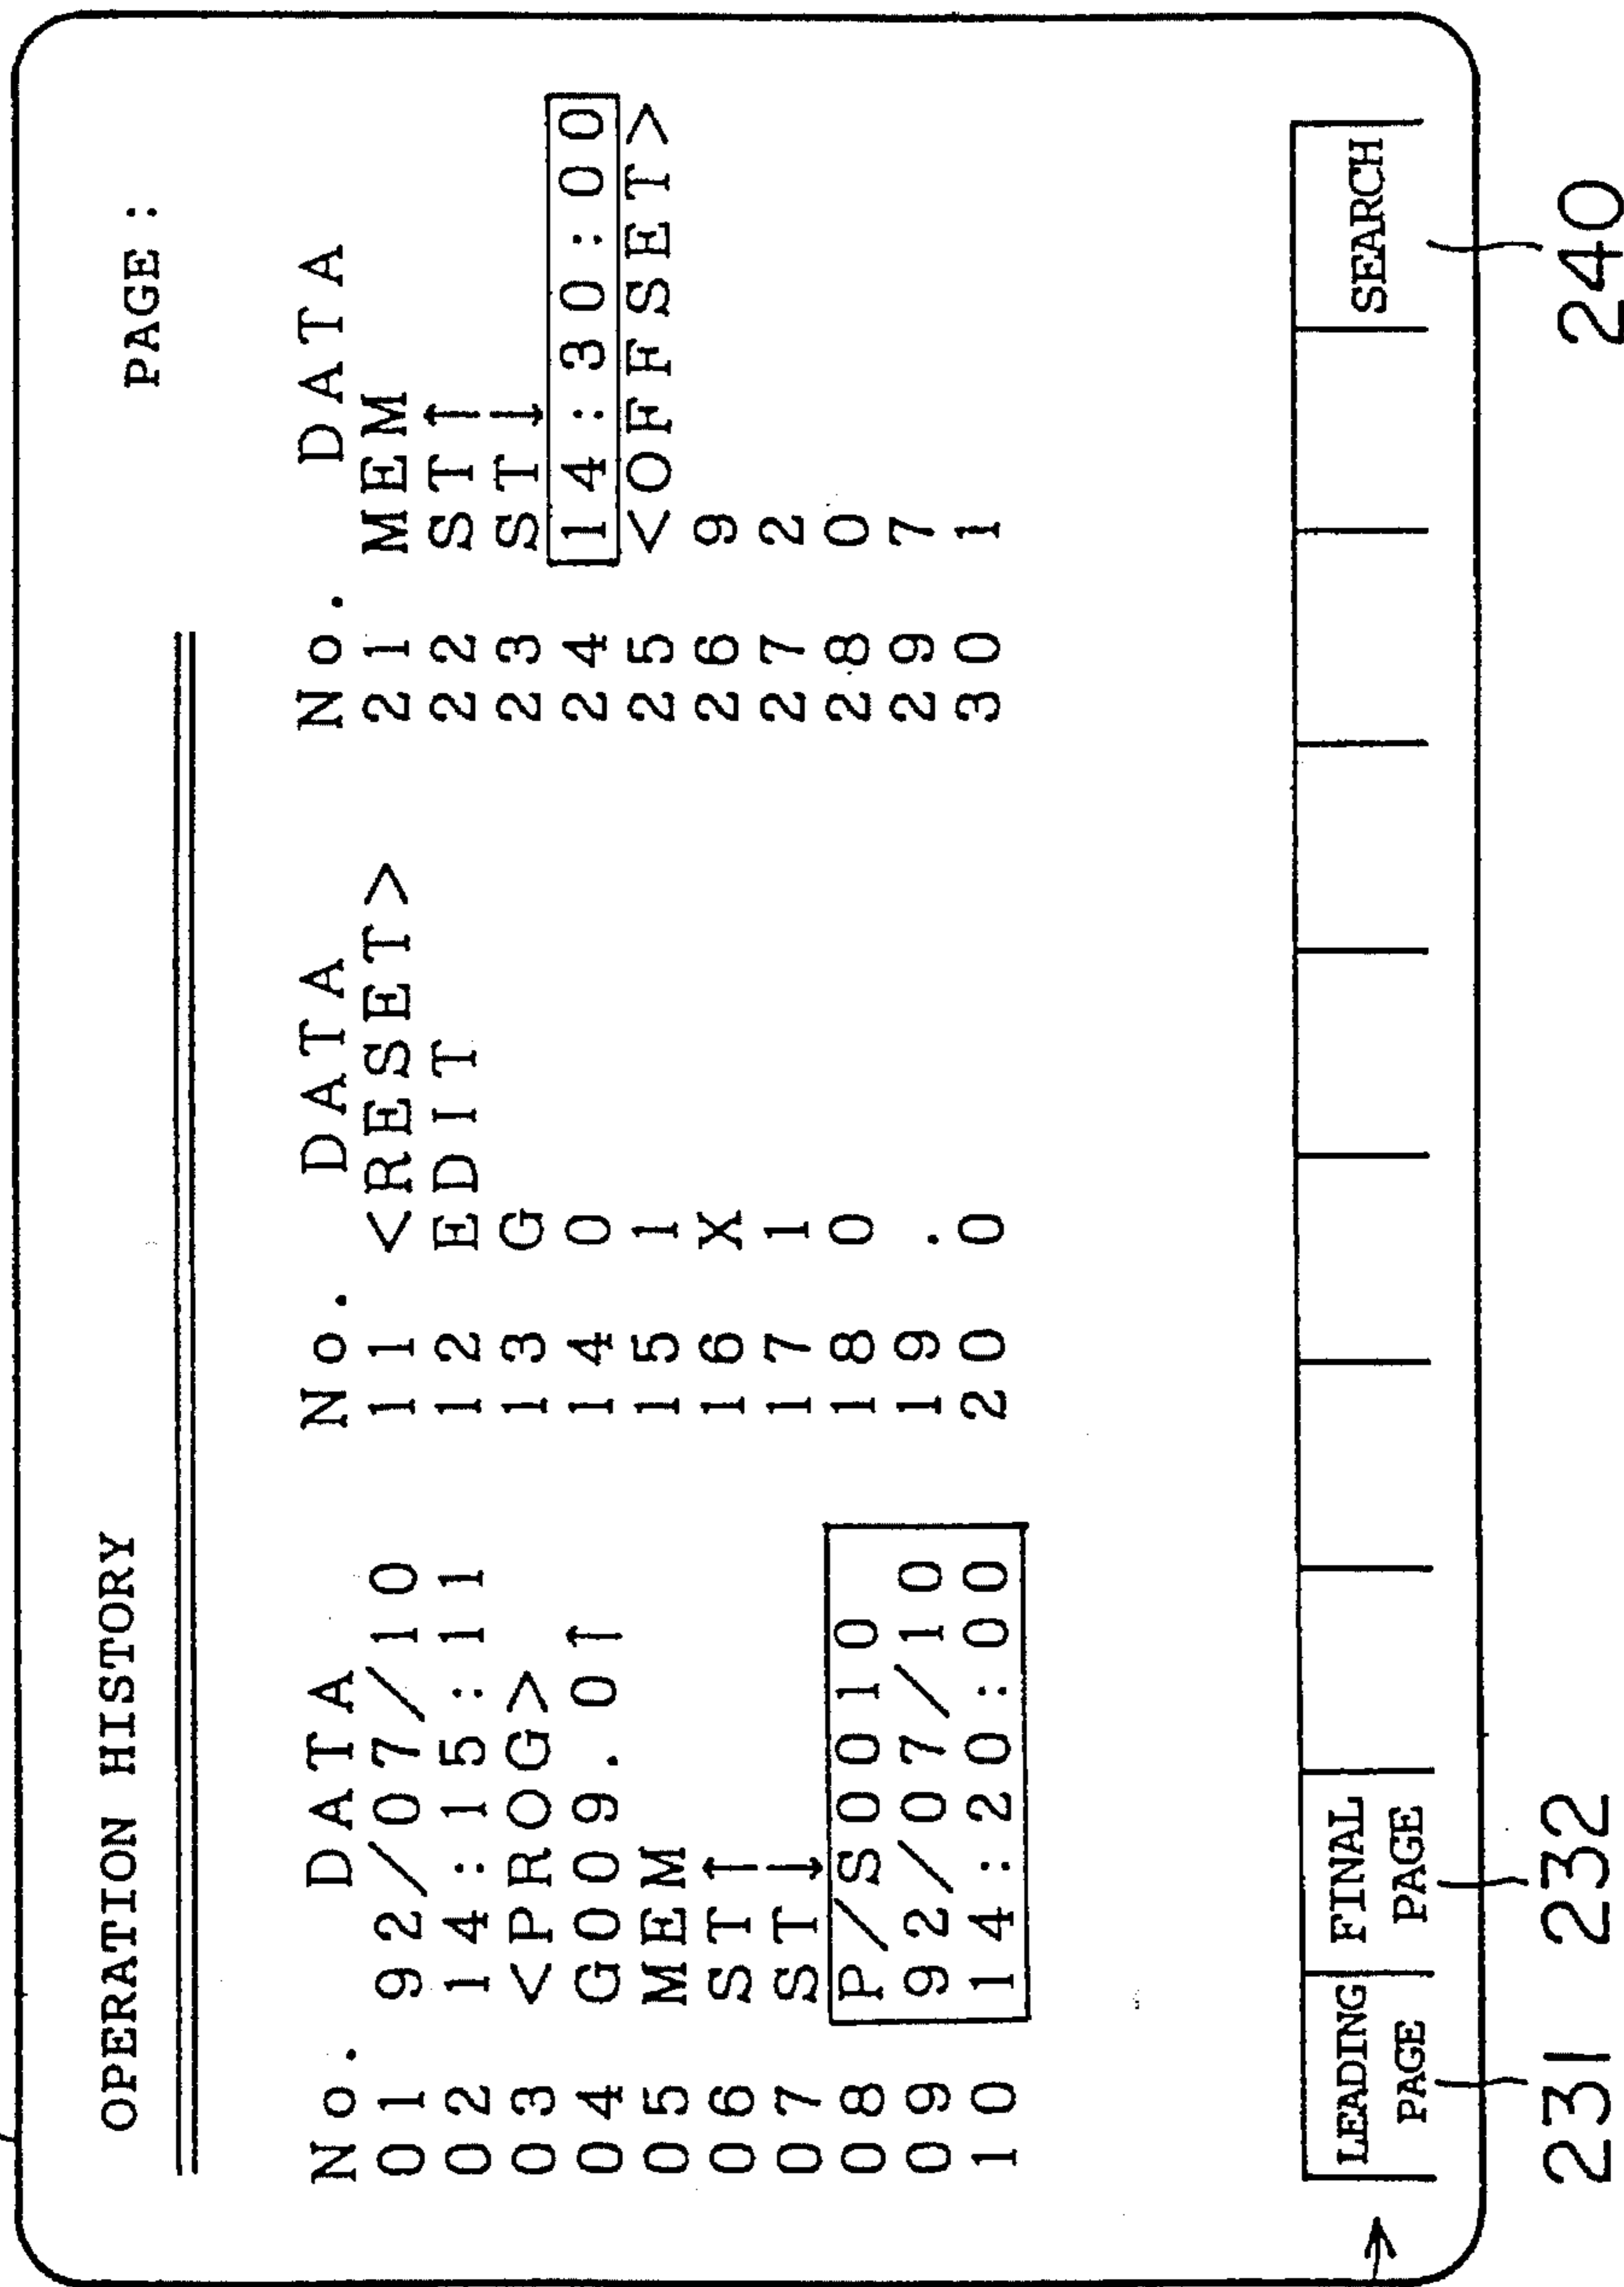 OPERATION HISTORY PAGE :
No. DATA No. DATA No. DATA
01 92/07/10 11 <RESET> 21 MEM
02 14:15:11 12 EDIT 22 ST↑
03 <PROG> 13 G 23 ST↓
04 G009.0↑ 14 0 24 14:30:00
05 MEM 15 1 25 <OFFSET>
06 ST↑ 16 X 26 9
07 ST↓ 17 1 27 2
08 P/S0010 18 0 28 0
09 92/07/10 19 . 29 7
10 14:20:00 20 0 30 1
LEADING PAGE FINAL PAGE SEARCH
231 232 240